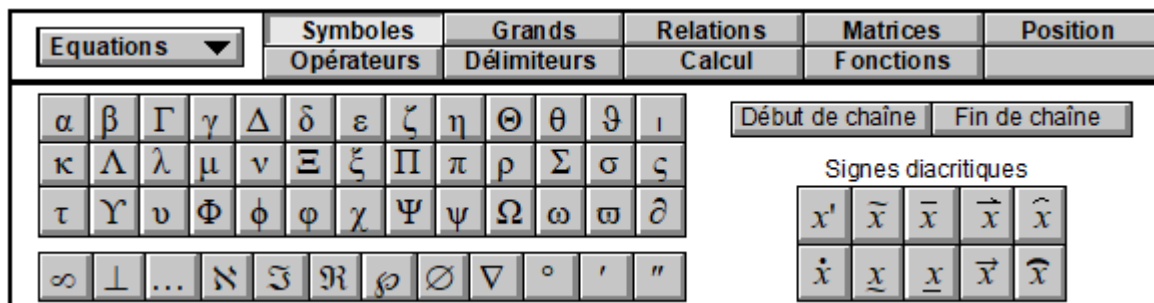 Equations Symboles Grands Relations Matrices Position
Opérateurs Délimiteurs Calcul Fonctions
α β Γ γ Δ δ ε ζ η Θ θ ϑ ι
κ Λ λ μ ν Ξ ξ Π π ρ Σ σ ς
τ ϒ υ Φ ϕ φ χ Ψ ψ Ω ω ϖ ∂
∞ ⊥ … ℵ ℑ ℜ ℘ ∅ ∇ ° ′ ″
Début de chaîne Fin de chaîne
Signes diacritiques
x' x̃ x̅ x⃑ x̂
ẋ x̰ x̲ x⃗ x̂